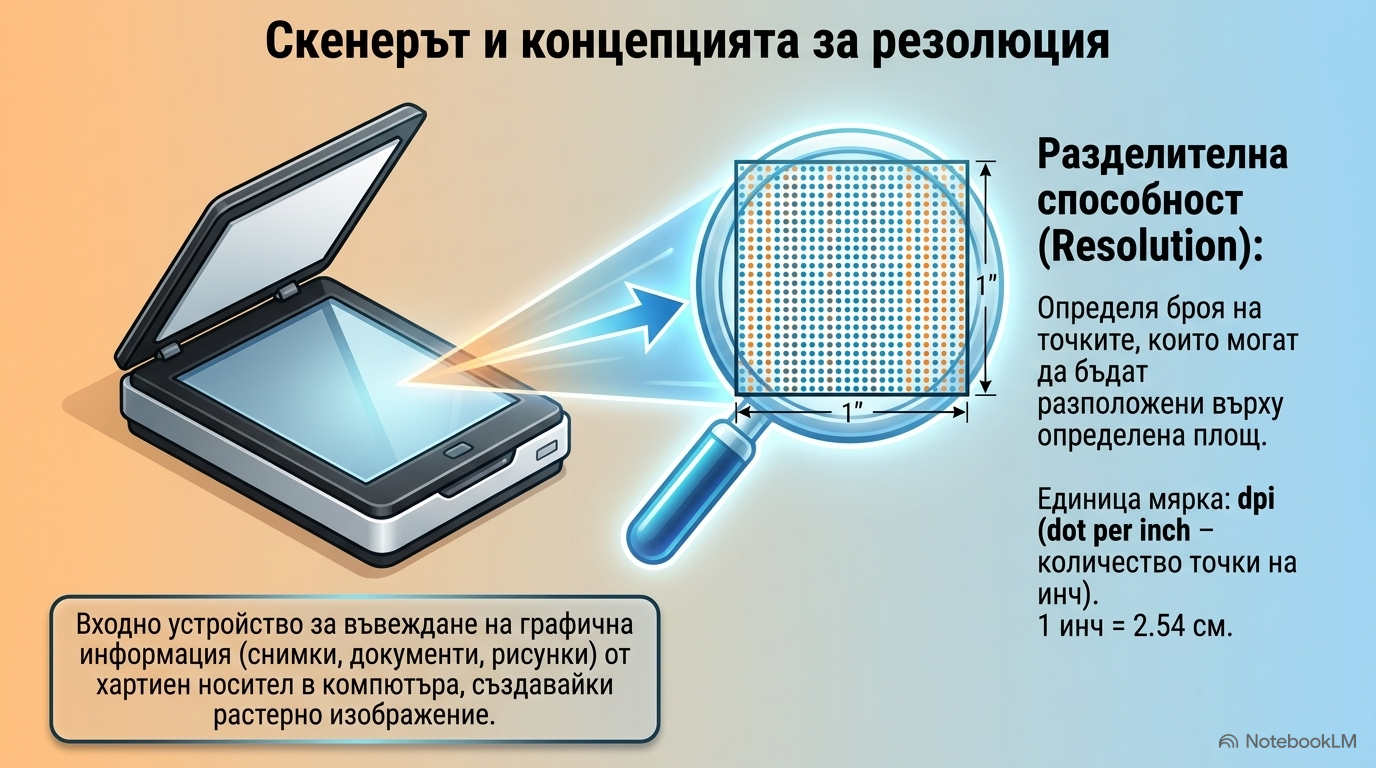 Скенерът и концепцията за резолюция
1”
1”
Разделителна
способност
(Resolution):
Определя броя на
точките, които могат
да бъдат
разположени върху
определена площ.
Единица мярка: dpi
(dot per inch –
количество точки на
инч).
1 инч = 2.54 см.
Входно устройство за въвеждане на графична
информация (снимки, документи, рисунки) от
хартиен носител в компютъра, създавайки
растерно изображение.
NotebookLM